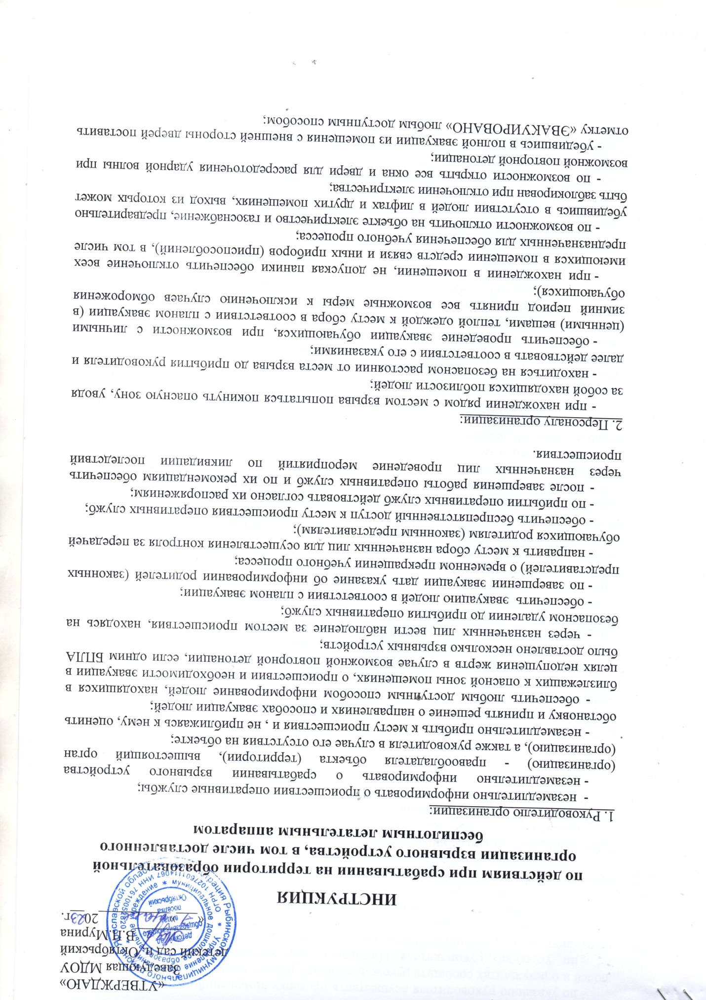 «УТВЕРЖДАЮ»
Заведующая МДОУ
детский сад п. Октябрьский
В.П.Мурина
« » 2023г.
ИНСТРУКЦИЯ
по действиям при срабатывании на территории образовательной
организации взрывного устройства, в том числе доставленного
беспилотным летательным аппаратом
1. Руководителю организации:
- незамедлительно информировать о происшествии оперативные службы;
- незамедлительно информировать о срабатывании взрывного устройства
(организацию) - правообладателя объекта (территории), вышестоящий орган
(организацию), а также руководителя в случае его отсутствия на объекте;
- незамедлительно прибыть к месту происшествия и , не приближаясь к нему, оценить
обстановку и принять решение о направлениях и способах эвакуации людей;
- обеспечить любым доступным способом информирование людей, находящихся в
близлежащих к опасной зоны помещениях, о происшествии и необходимости эвакуации в
целях недопущения жертв в случае возможной повторной детонации, если одним БПЛА
было доставлено несколько взрывных устройств;
- через назначенных лиц вести наблюдение за местом происшествия, находясь на
безопасном удалении до прибытия оперативных служб;
- обеспечить эвакуацию людей в соответствии с планом эвакуации;
- по завершении эвакуации дать указание об информировании родителей (законных
представителей) о временном прекращении учебного процесса;
- направить к месту сбора назначенных лиц для осуществления контроля за передачей
обучающихся родителям (законным представителям);
- обеспечить беспрепятственный доступ к месту происшествия оперативных служб;
- по прибытии оперативных служб действовать согласно их распоряжениям;
- после завершения работы оперативных служб и по их рекомендациям обеспечить
через назначенных лиц проведение мероприятий по ликвидации последствий
происшествия.
2. Персоналу организации:
- при нахождении рядом с местом взрыва попытаться покинуть опасную зону, уводя
за собой находящихся поблизости людей;
- находиться на безопасном расстоянии от места взрыва до прибытия руководителя и
далее действовать в соответствии с его указаниями;
- обеспечить проведение эвакуации обучающихся, при возможности с личными
(ценными) вещами, теплой одеждой к месту сбора в соответствии с планом эвакуации (в
зимний период принять все возможные меры к исключению случаев обморожения
обучающихся);
- при нахождении в помещении, не допуская паники обеспечить отключение всех
имеющихся в помещении средств связи и иных приборов (приспособлений), в том числе
предназначенных для обеспечения учебного процесса;
- по возможности отключить на объекте электричество и газоснабжение, предварительно
убедившись в отсутствии людей в лифтах и других помещениях, выход из которых может
быть заблокирован при отключении электричества;
- по возможности открыть все окна и двери для рассредоточения ударной волны при
возможной повторной детонации;
- убедившись в полной эвакуации из помещения с внешней стороны дверей поставить
отметку «ЭВАКУИРОВАНО» любым доступным способом;